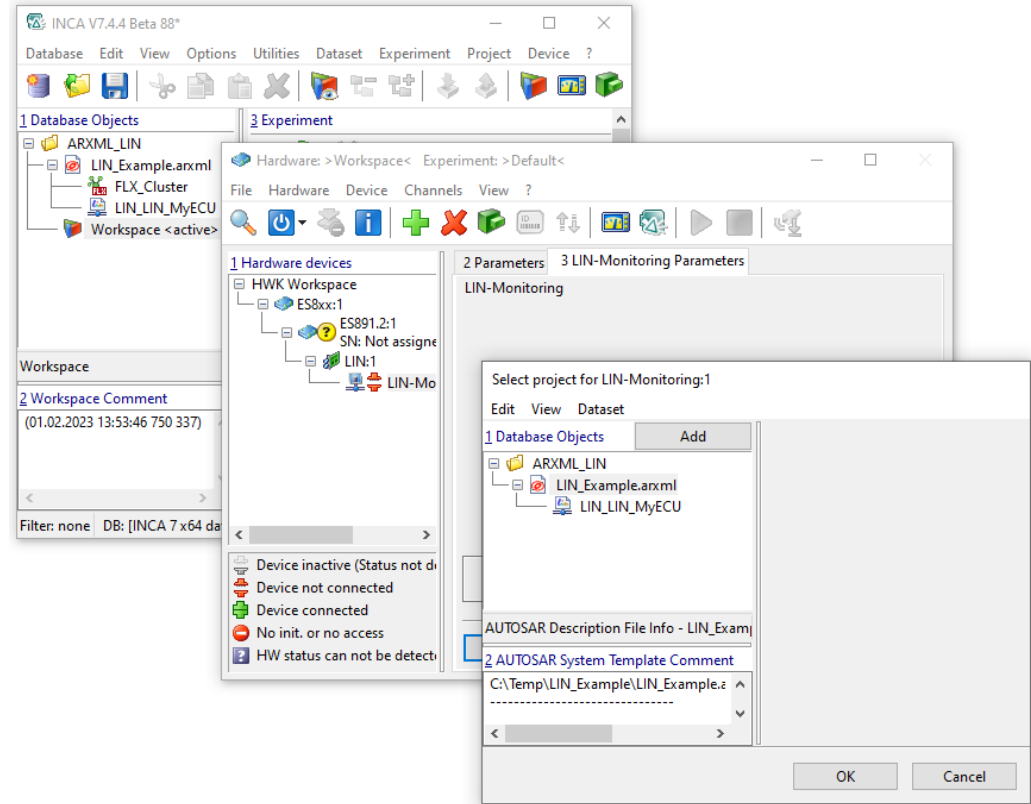 INCA V7.4.4 Beta 88*
Database Edit View Options Utilities Dataset Experiment Project Device ?
1 Database Objects
3 Experiment
ARXML_LIN
LIN_Example.arxml
FLX
FLX_Cluster
LIN_LIN_MyECU
Workspace <active>
Workspace
2 Workspace Comment
(01.02.2023 13:53:46 750 337)
Filter: none DB: [INCA 7 x64 da
Hardware: >Workspace< Experiment: >Default<
File Hardware Device Channels View ?
1 Hardware devices
HWK Workspace
ES8xx:1
ES891.2:1
SN: Not assigne
LIN:1
LIN-Mo
Device inactive (Status not d
Device not connected
Device connected
No init. or no access
HW status can not be detect
2 Parameters
3 LIN-Monitoring Parameters
LIN-Monitoring
Select project for LIN-Monitoring:1
Edit View Dataset
1 Database Objects
Add
ARXML_LIN
LIN_Example.arxml
LIN_LIN_MyECU
AUTOSAR Description File Info - LIN_Exam
2 AUTOSAR System Template Comment
C:\Temp\LIN_Example\LIN_Example.a
-------------------------------
OK
Cancel